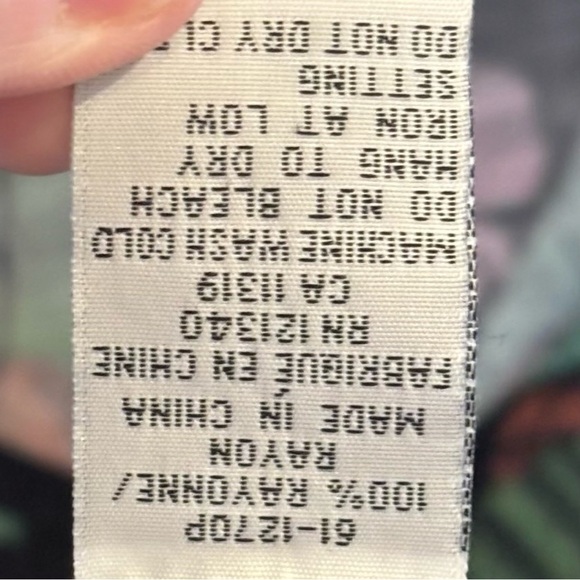 61-1270P
100% RAYONNE/
RAYON
MADE IN CHINA
FABRIQUÉ EN CHINE
RN 121340
CA 11319
MACHINE WASH COLD
DO NOT BLEACH
HANG TO DRY
IRON AT LOW
SETTING
DO NOT DRY